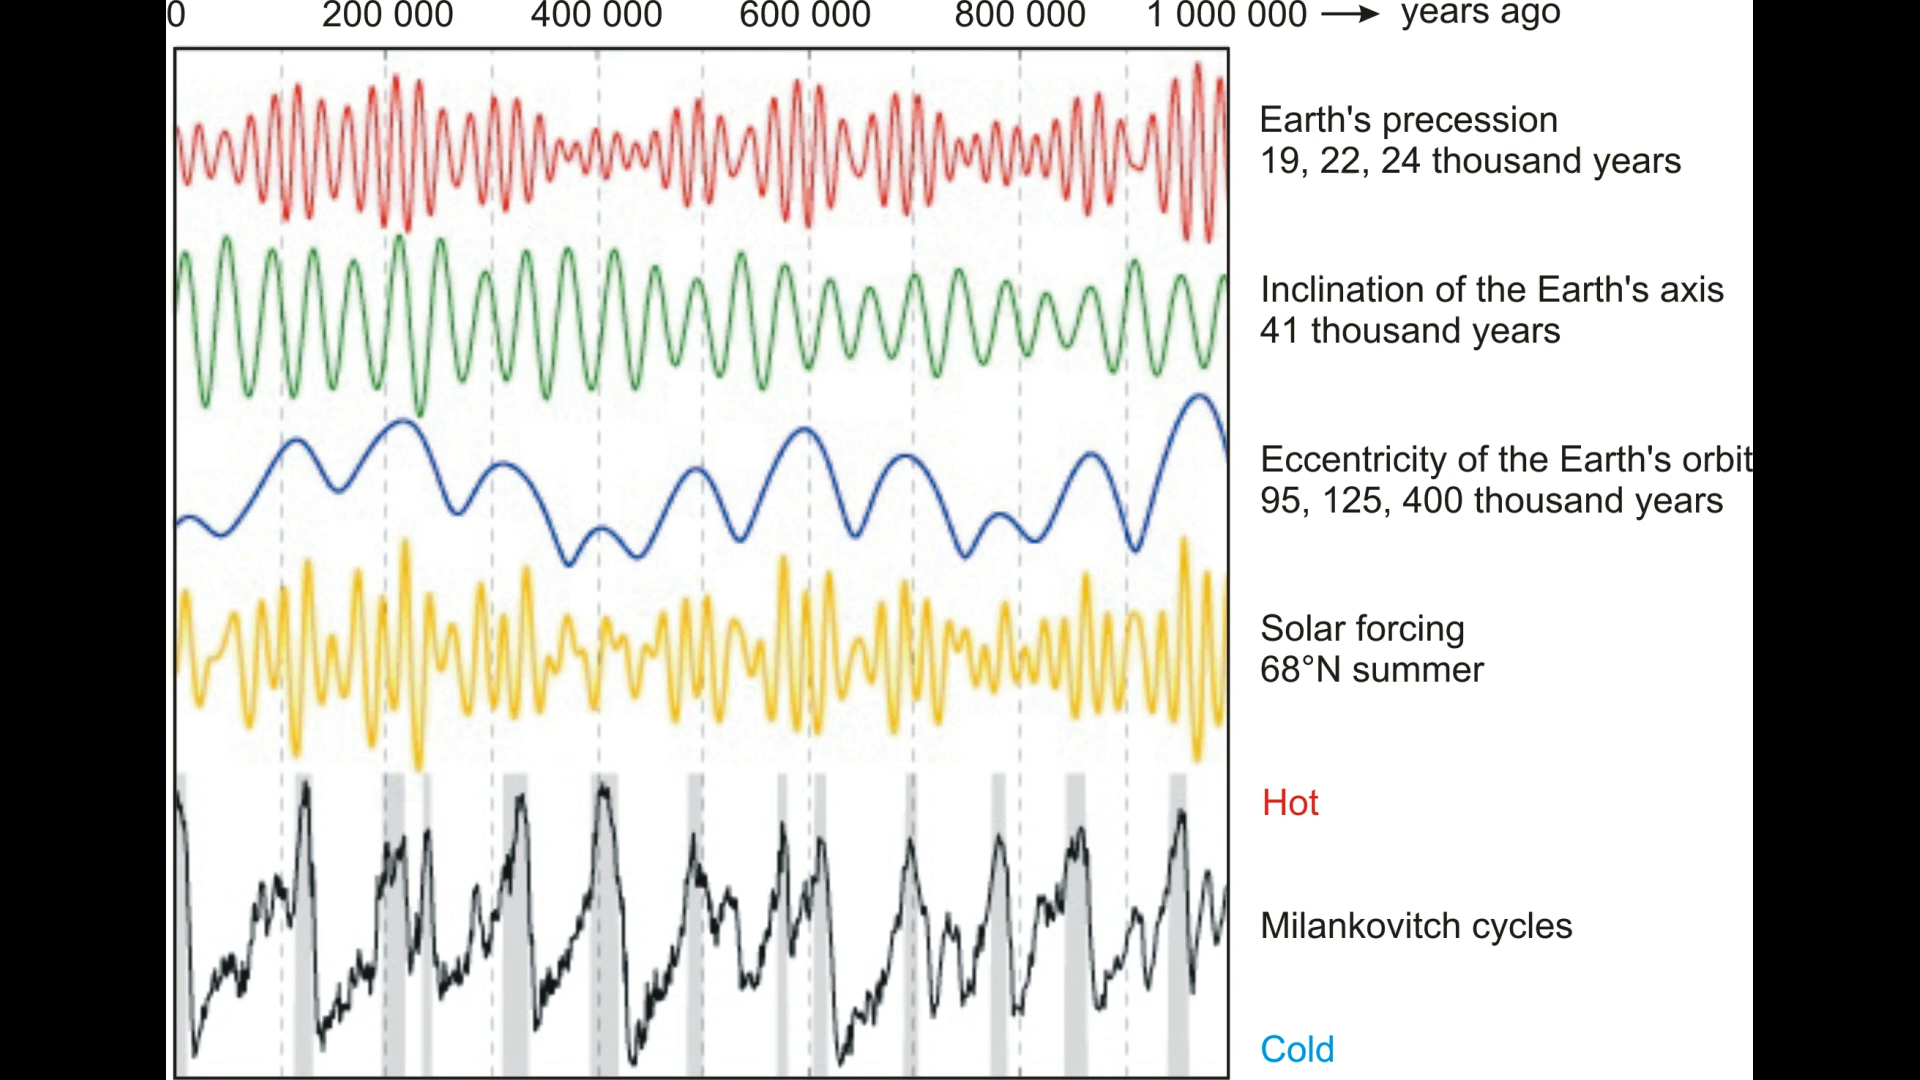 0 200 000 400 000 600 000 800 000 1 000 000 years ago
Earth's precession
19, 22, 24 thousand years
Inclination of the Earth's axis
41 thousand years
Eccentricity of the Earth's orbit
95, 125, 400 thousand years
Solar forcing
68°N summer
Hot
Milankovitch cycles
Cold